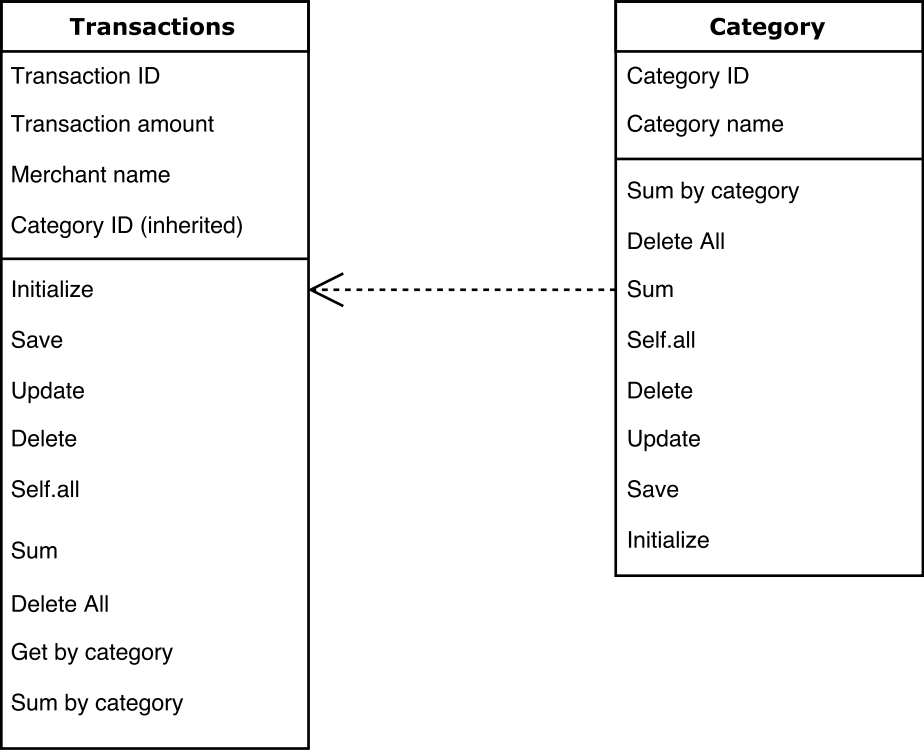 Transactions
Transaction ID
Transaction amount
Merchant name
Category ID (inherited)
Initialize
Save
Update
Delete
Self.all
Sum
Delete All
Get by category
Sum by category
Category
Category ID
Category name
Sum by category
Delete All
Sum
Self.all
Delete
Update
Save
Initialize